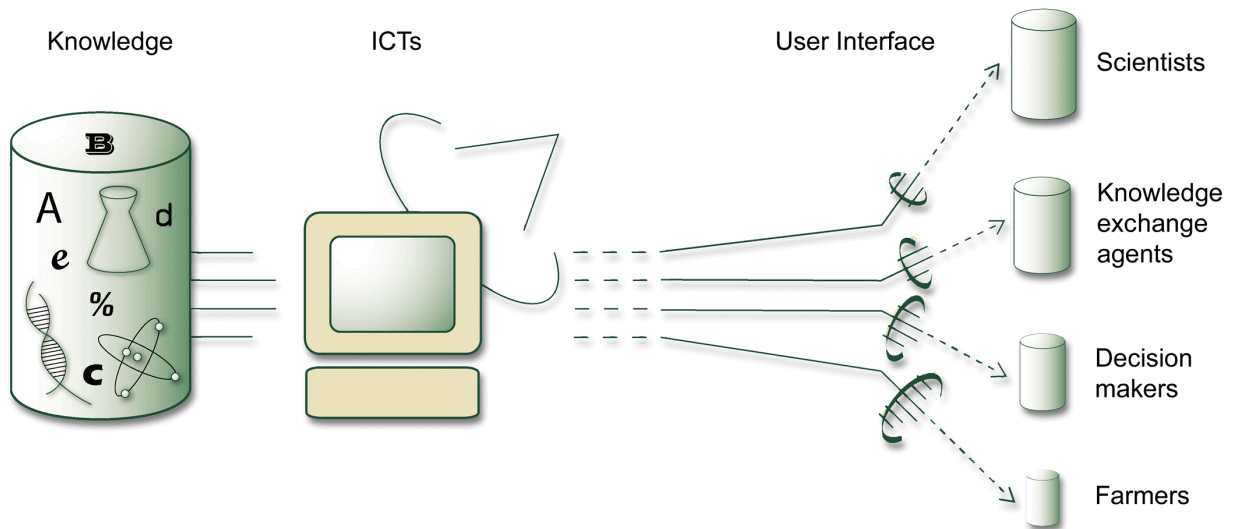 Knowledge
ICTs
User Interface
Scientists
B
A
d
e
%
c
Knowledge
exchange
agents
Decision
makers
Farmers